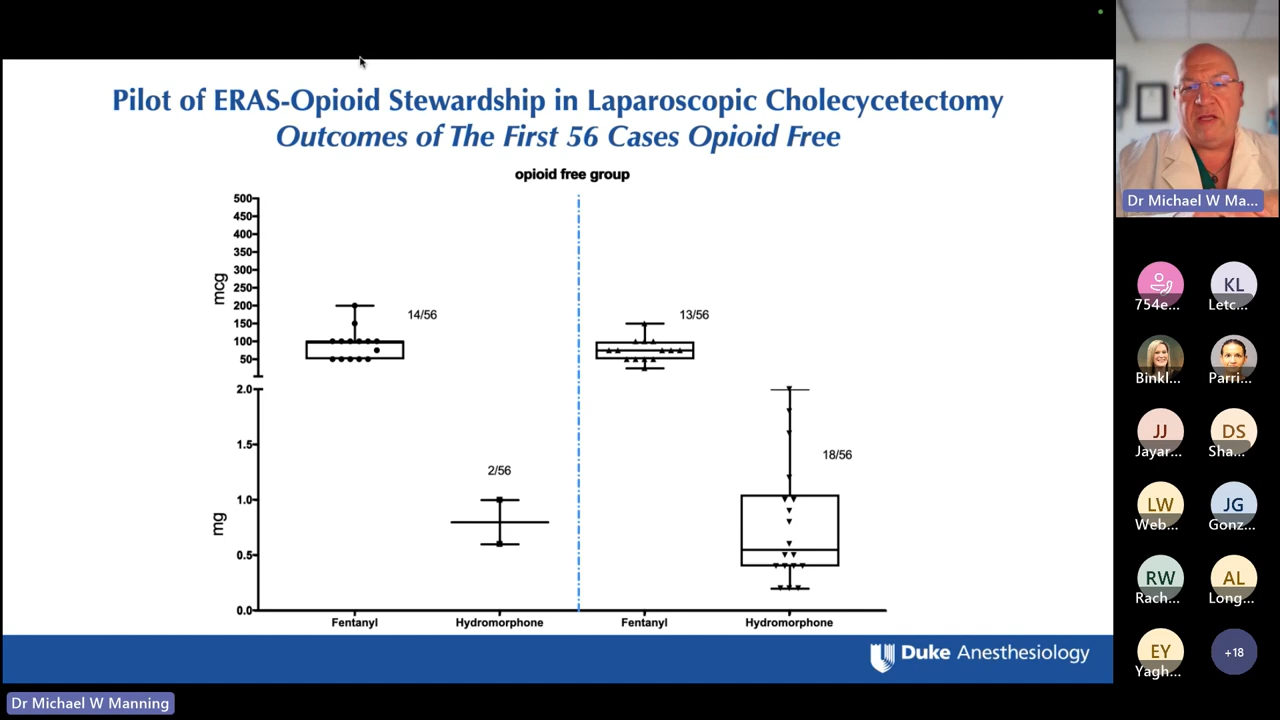 Pilot of ERAS-Opioid Stewardship in Laparoscopic Cholecycetectomy
Outcomes of The First 56 Cases Opioid Free
opioid free group
500
450
400
350
300
250
200
150
100
50
mcg
14/56
13/56
2.0
1.5
1.0
0.5
0.0
mg
2/56
18/56
Fentanyl
Hydromorphone
Fentanyl
Hydromorphone
Duke Anesthesiology
Dr Michael W Manning
Dr Michael W Ma...
754e...
KL
Letc...
Binkl...
Parri...
JJ
Jayar...
DS
Sha...
LW
Web...
JG
Gonz...
RW
Rach...
AL
Long...
EY
Yagh...
+18